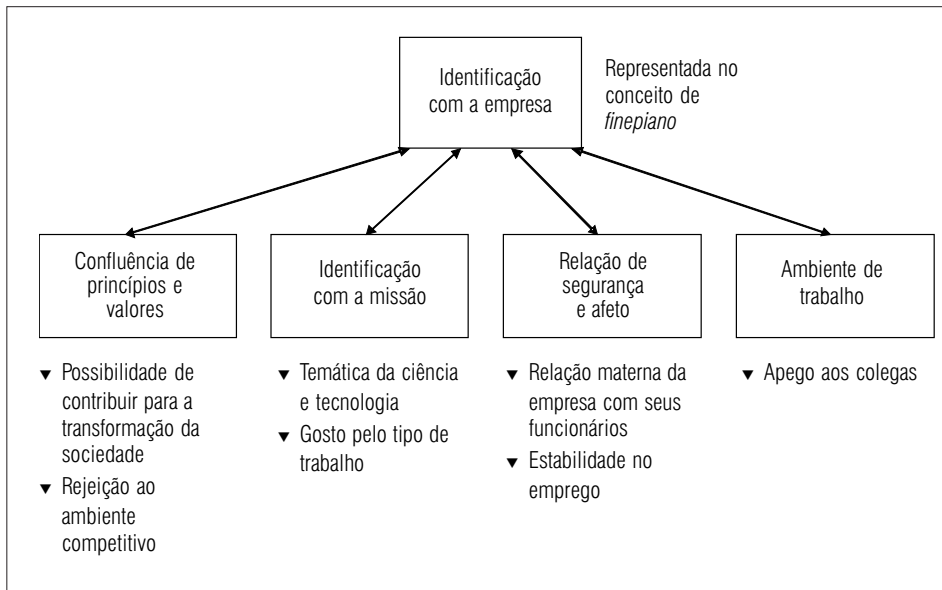 Identificação
com a empresa
Representada no
conceito de
finepiano
Confluência de
princípios e
valores
Identificação
com a missão
Relação de
segurança
e afeto
Ambiente de
trabalho
▼ Possibilidade de
contribuir para a
transformação da
sociedade
▼ Rejeição ao
ambiente
competitivo
▼ Temática da ciência
e tecnologia
▼ Gosto pelo tipo de
trabalho
▼ Relação materna da
empresa com seus
funcionários
▼ Estabilidade no
emprego
▼ Apego aos colegas